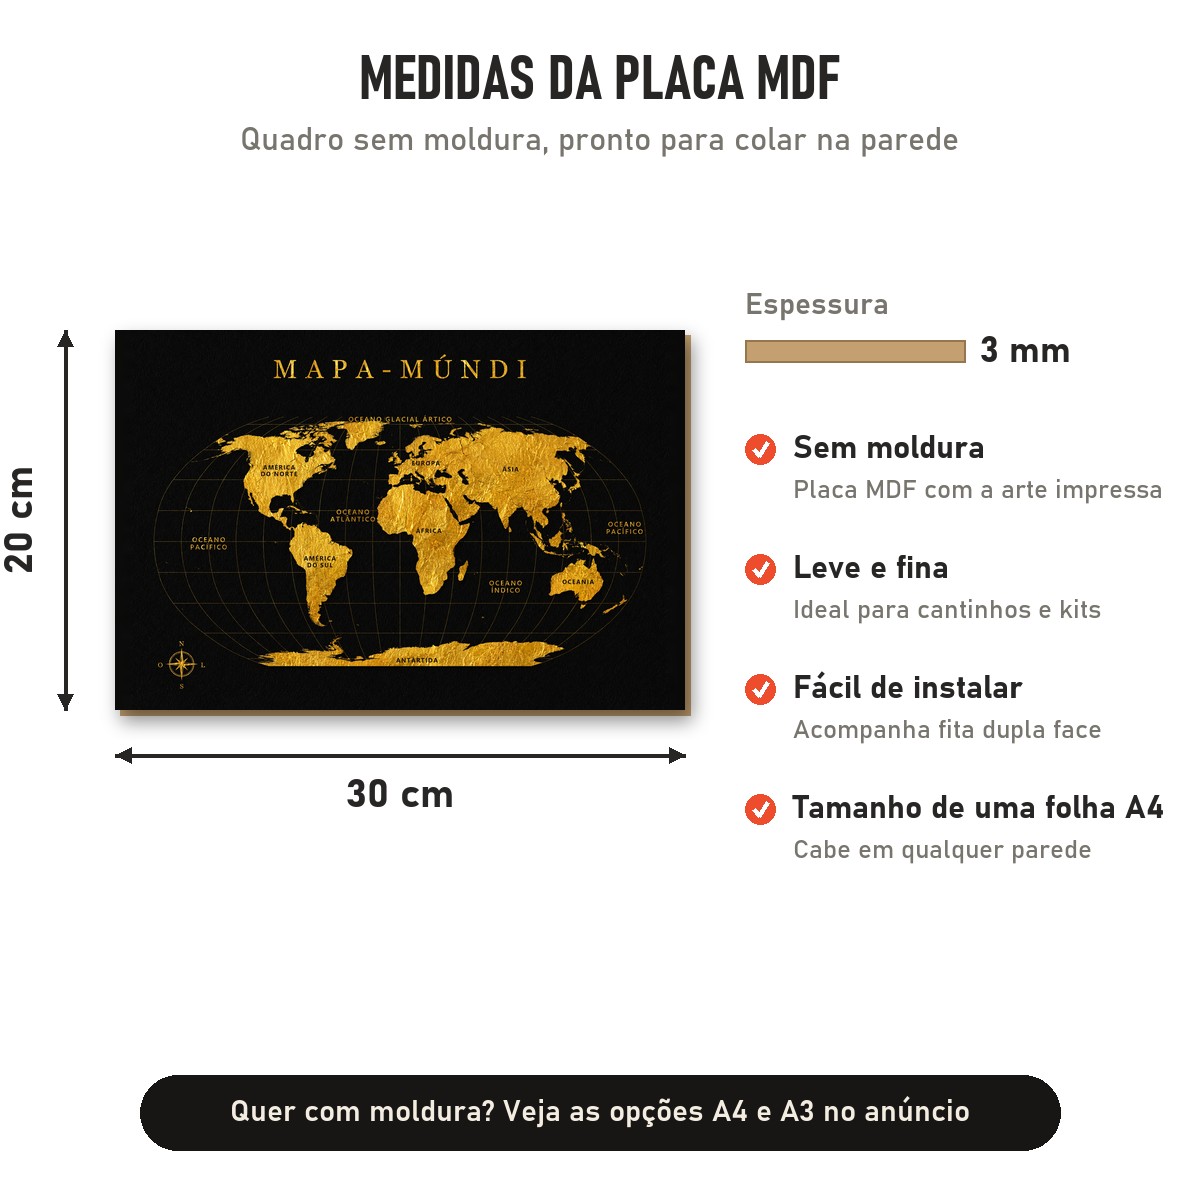 MEDIDAS DA PLACA MDF
Quadro sem moldura, pronto para colar na parede
Espessura
3 mm
MAPA-MÚNDI
OCEANO GLACIAL ÁRTICO
AMÉRICA
DO NORTE
EUROPA
ÁSIA
OCEANO
ATLÂNTICO
ÁFRICA
OCEANO
PACÍFICO
OCEANO
PACÍFICO
AMÉRICA
DO SUL
OCEANO
ÍNDICO
OCEANIA
ANTÁRTIDA
N
O
L
S
20 cm
30 cm
Sem moldura
Placa MDF com a arte impressa
Leve e fina
Ideal para cantinhos e kits
Fácil de instalar
Acompanha fita dupla face
Tamanho de uma folha A4
Cabe em qualquer parede
Quer com moldura? Veja as opções A4 e A3 no anúncio